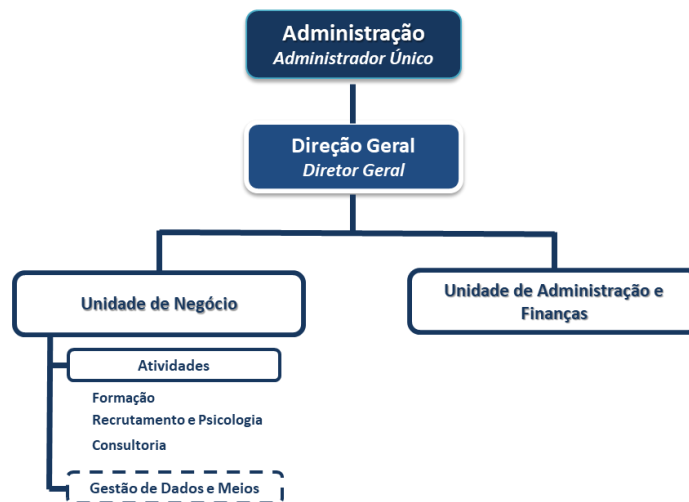 Administração
Administrador Único
Direção Geral
Diretor Geral
Unidade de Negócio
Unidade de Administração e
Finanças
Atividades
Formação
Recrutamento e Psicologia
Consultoria
Gestão de Dados e Meios